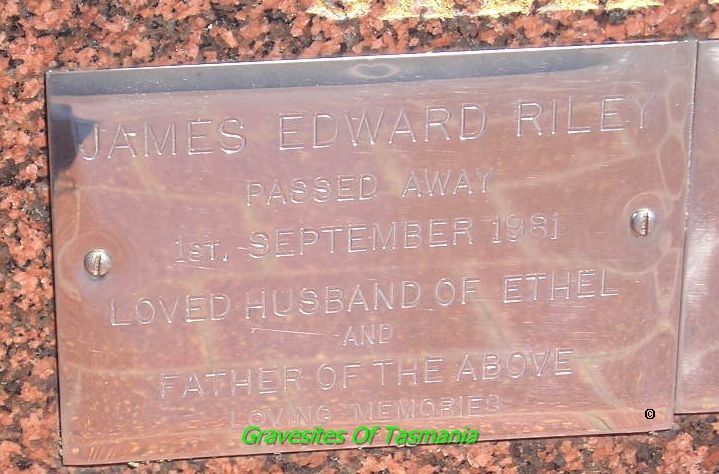 JAMES EDWARD RILEY
PASSED AWAY
1ST. SEPTEMBER 1981
LOVED HUSBAND OF ETHEL
AND
FATHER OF THE ABOVE
LOVING MEMORIES
Gravesites Of Tasmania
©